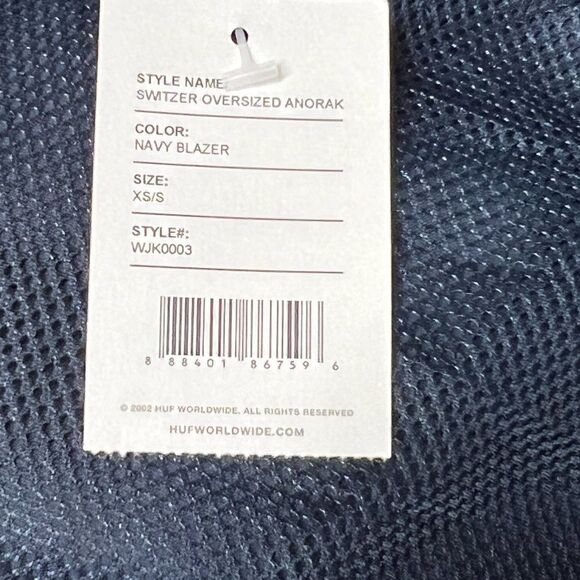 STYLE NAME:
SWITZER OVERSIZED ANORAK
COLOR:
NAVY BLAZER
SIZE:
XS/S
STYLE#:
WJK0003
8 88401 86759 6
© 2002 HUF WORLDWIDE, ALL RIGHTS RESERVED
HUFWORLDWIDE.COM